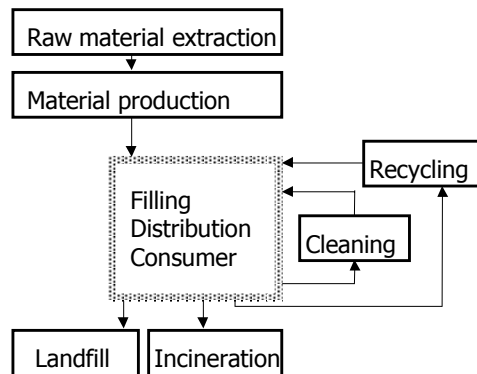 Raw material extraction
Material production
Recycling
Filling
Distribution
Consumer
Cleaning
Landfill
Incineration